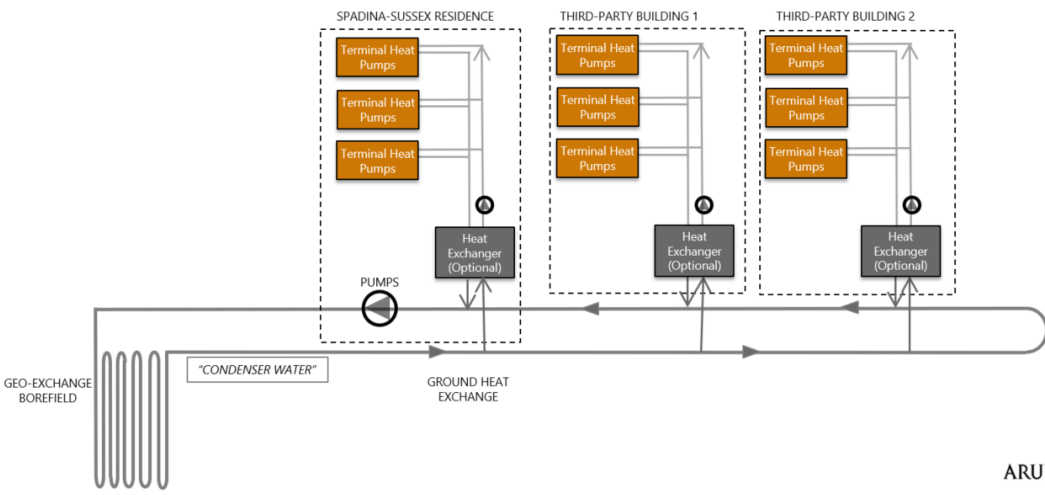 SPADINA-SUSSEX RESIDENCE
THIRD-PARTY BUILDING 1
THIRD-PARTY BUILDING 2
Terminal Heat
Pumps
Terminal Heat
Pumps
Terminal Heat
Pumps
Terminal Heat
Pumps
Terminal Heat
Pumps
Terminal Heat
Pumps
Terminal Heat
Pumps
Terminal Heat
Pumps
Terminal Heat
Pumps
Heat
Exchanger
(Optional)
Heat
Exchanger
(Optional)
Heat
Exchanger
(Optional)
PUMPS
"CONDENSER WATER"
GEO-EXCHANGE
BOREFIELD
GROUND HEAT
EXCHANGE
ARU